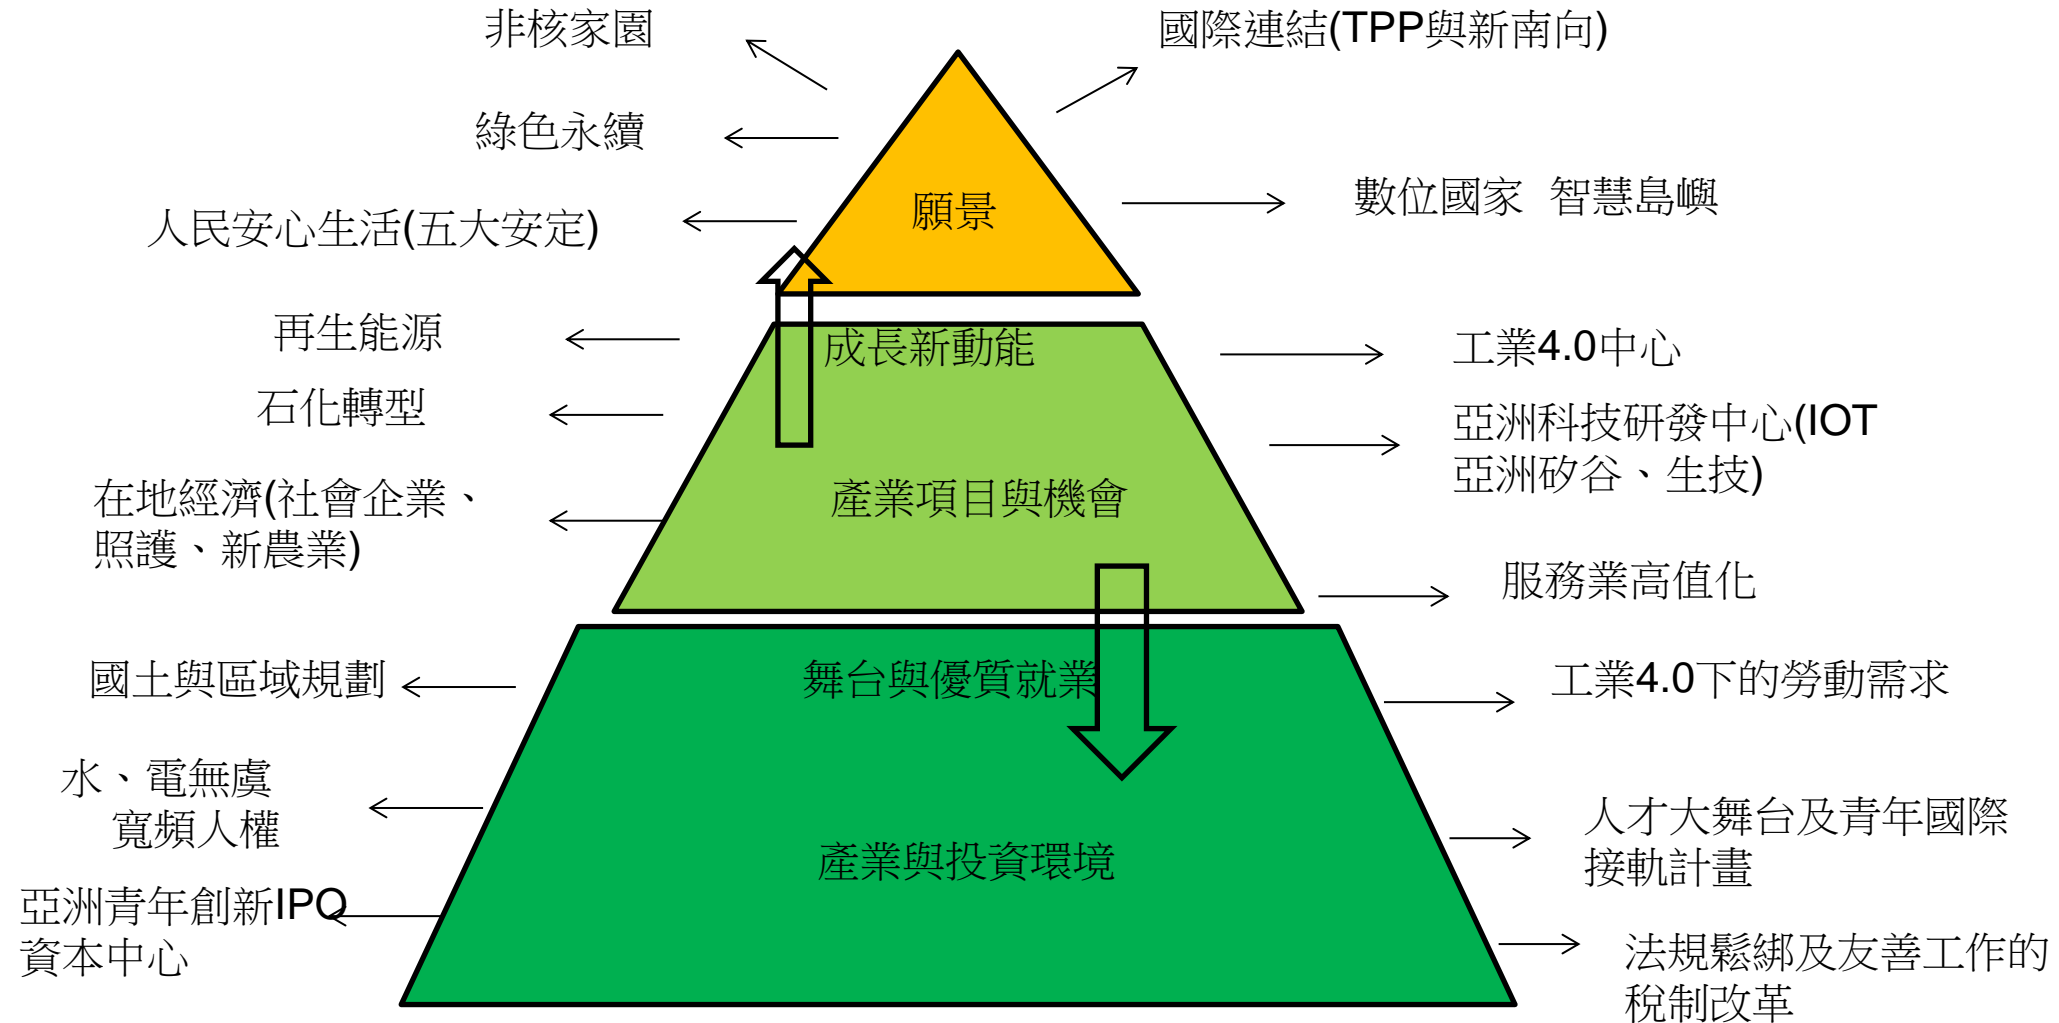 非核家園
國際連結(TPP與新南向)
綠色永續
數位國家 智慧島嶼
願景
人民安心生活(五大安定)
再生能源
成長新動能
工業4.0中心
石化轉型
亞洲科技研發中心(IOT
亞洲矽谷、生技)
在地經濟(社會企業、
照護、新農業)
產業項目與機會
服務業高值化
國土與區域規劃
舞台與優質就業
工業4.0下的勞動需求
水、電無虞
寬頻人權
產業與投資環境
人才大舞台及青年國際
接軌計畫
亞洲青年創新IPO
資本中心
法規鬆綁及友善工作的
稅制改革